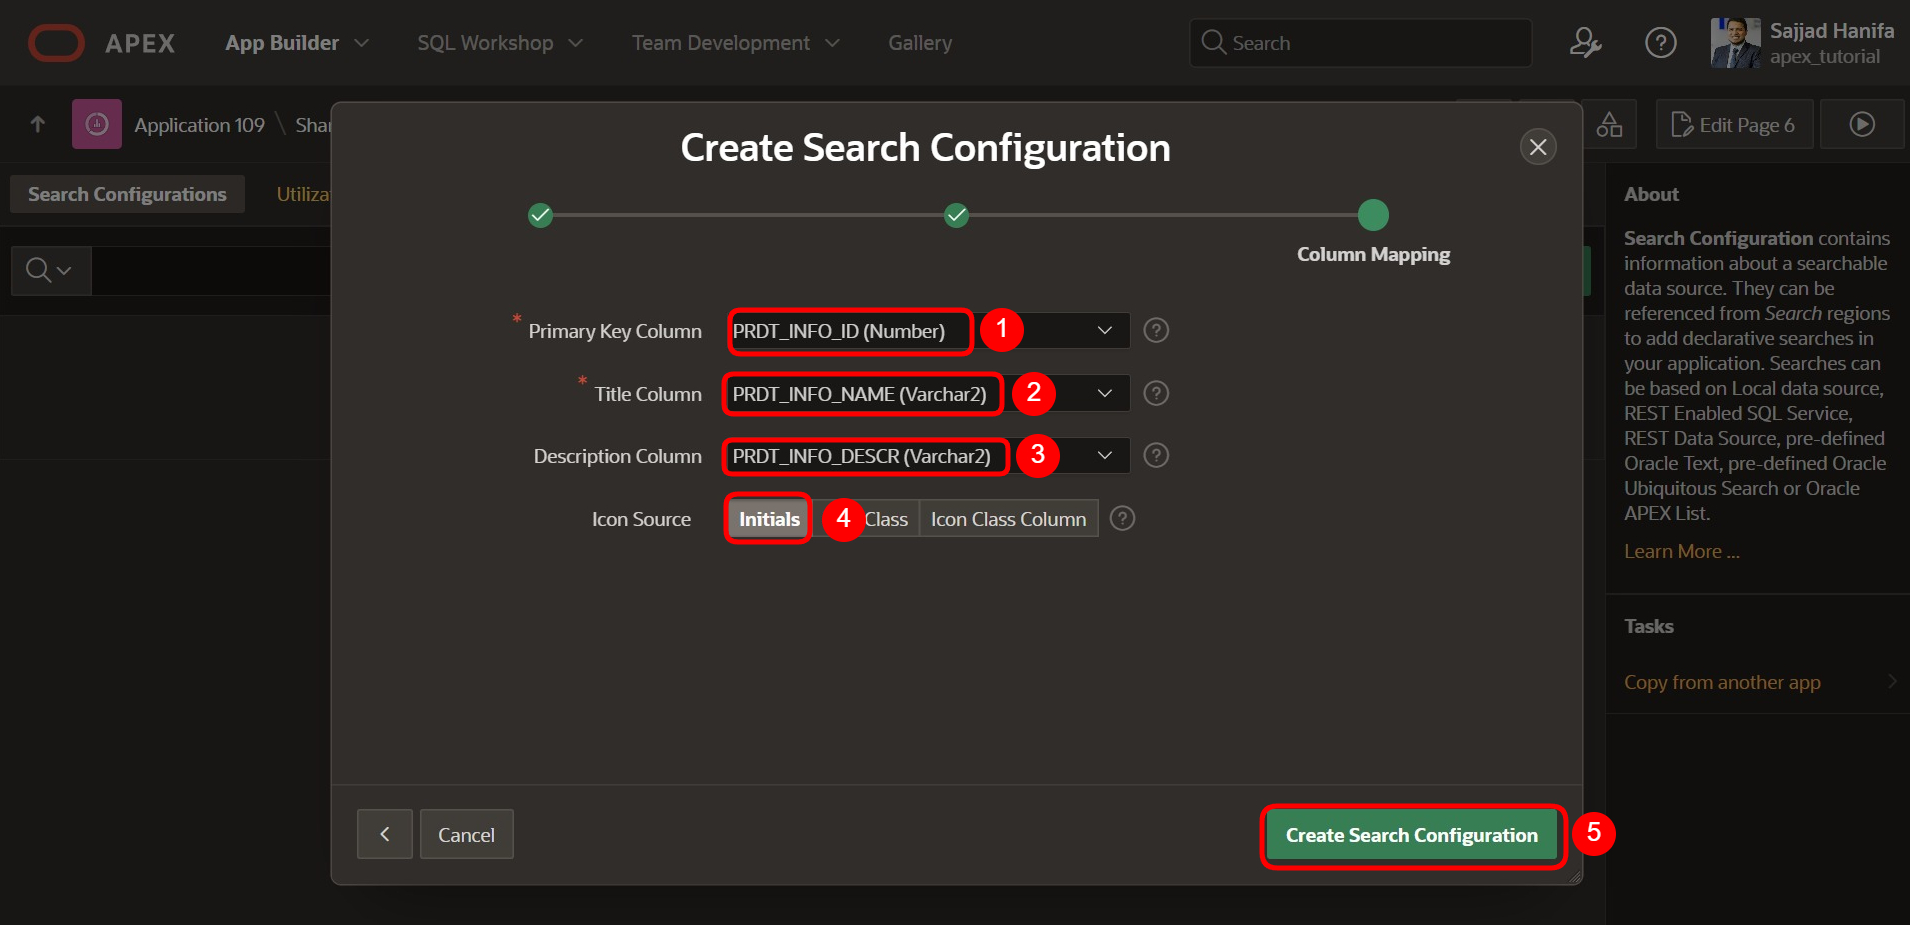 APEX
App Builder
SQL Workshop
Team Development
Gallery
Search
Sajjad Hanifa
apex_tutorial
Application 109 \ Shar
Edit Page 6
Search Configurations
Utiliza
Create Search Configuration
Column Mapping
* Primary Key Column
PRDT_INFO_ID (Number)
1
* Title Column
PRDT_INFO_NAME (Varchar2)
2
Description Column
PRDT_INFO_DESCR (Varchar2)
3
Icon Source
Initials
4
Class
Icon Class Column
Cancel
Create Search Configuration
5
About
Search Configuration contains
information about a searchable
data source. They can be
referenced from Search regions
to add declarative searches in
your application. Searches can
be based on Local data source,
REST Enabled SQL Service,
REST Data Source, pre-defined
Oracle Text, pre-defined Oracle
Ubiquitous Search or Oracle
APEX List.
Learn More ...
Tasks
Copy from another app